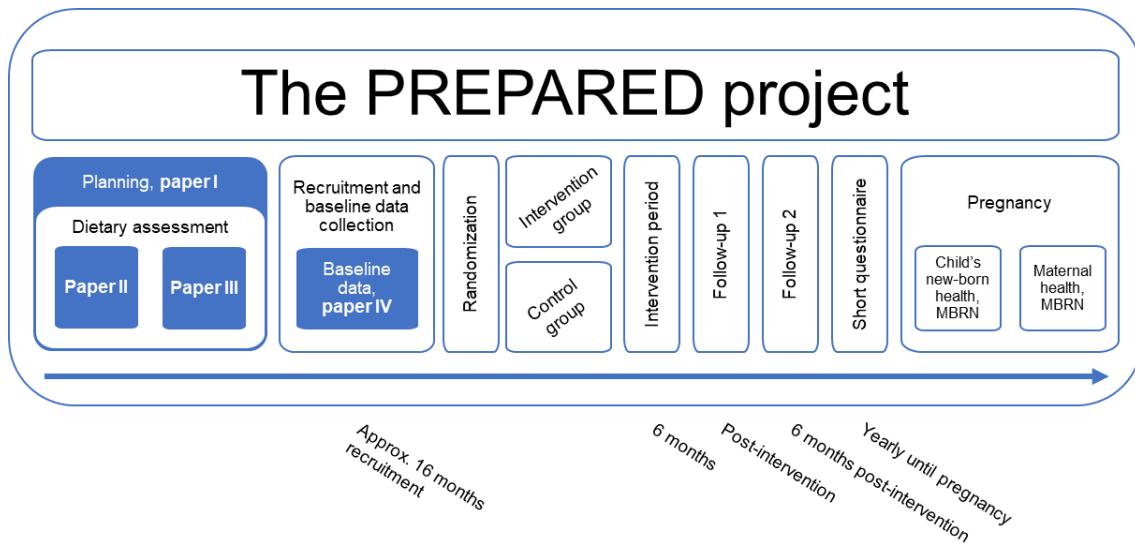 The PREPARED project
Planning, paper I
Dietary assessment
Paper II
Paper III
Recruitment and
baseline data
collection
Baseline
data,
paper IV
Randomization
Intervention
group
Control
group
Intervention period
Follow-up 1
Follow-up 2
Short questionnaire
Pregnancy
Child's
new-born
health,
MBRN
Maternal
health,
MBRN
Approx. 16 months
recruitment
6 months
Post-intervention
6 months post-intervention
Yearly until pregnancy